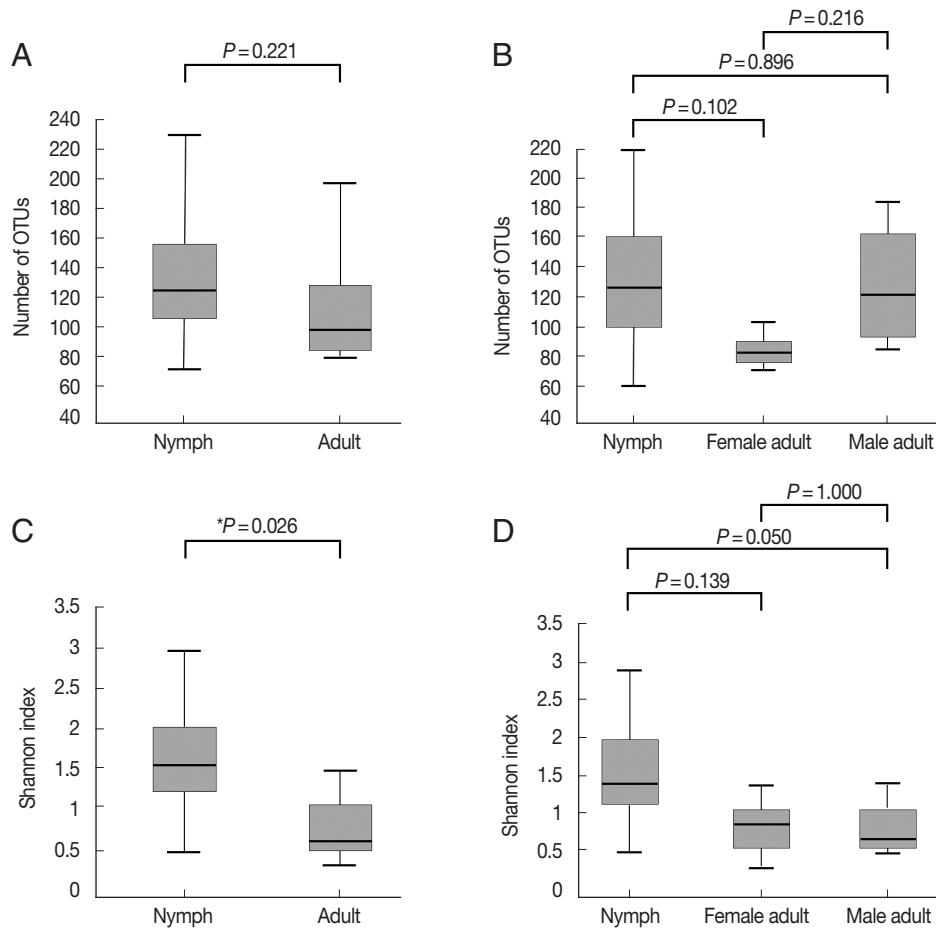 A
P=0.221
Number of OTUs
240
220
200
180
160
140
120
100
80
60
40
Nymph
Adult
B
P=0.216
P=0.896
P=0.102
Number of OTUs
220
200
180
160
140
120
100
80
60
40
Nymph
Female adult
Male adult
C
*P=0.026
Shannon index
3.5
3
2.5
2
1.5
1
0.5
0
Nymph
Adult
D
P=1.000
P=0.050
P=0.139
Shannon index
3.5
3
2.5
2
1.5
1
0.5
0
Nymph
Female adult
Male adult